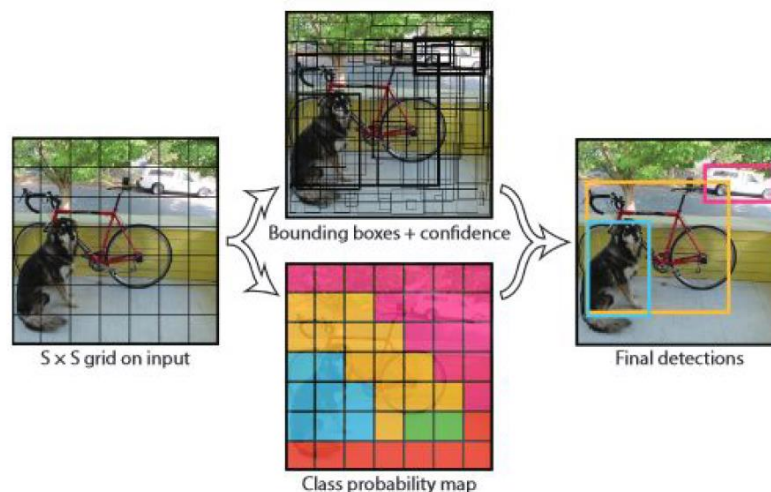 Bounding boxes + confidence
S × S grid on input
Final detections
Class probability map